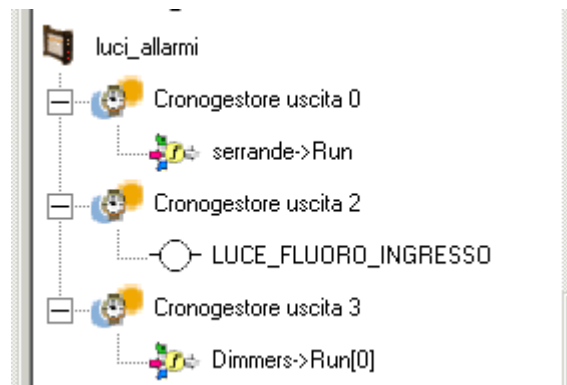 luci_allarmi
Cronogestore uscita 0
serrande->Run
Cronogestore uscita 2
LUCE_FLUORO_INGRESSO
Cronogestore uscita 3
Dimmers->Run[0]